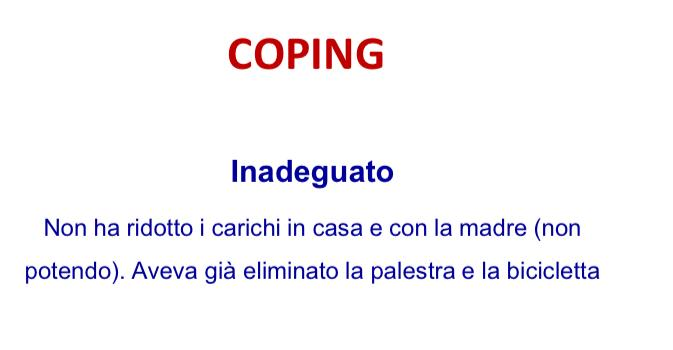 COPING
Inadeguato
Non ha ridotto i carichi in casa e con la madre (non
potendo). Aveva già eliminato la palestra e la bicicletta